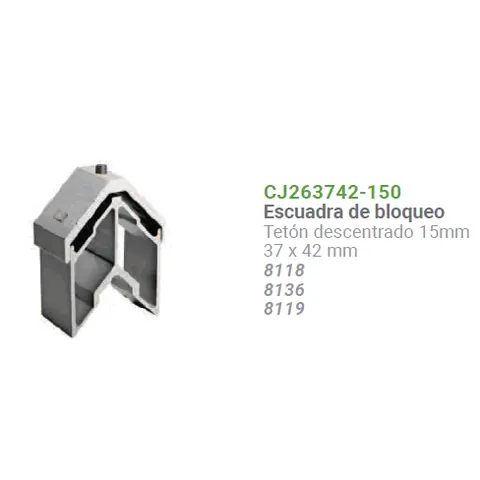 CJ263742-150
Escuadra de bloqueo
Tetón descentrado 15mm
37 x 42 mm
8118
8136
8119